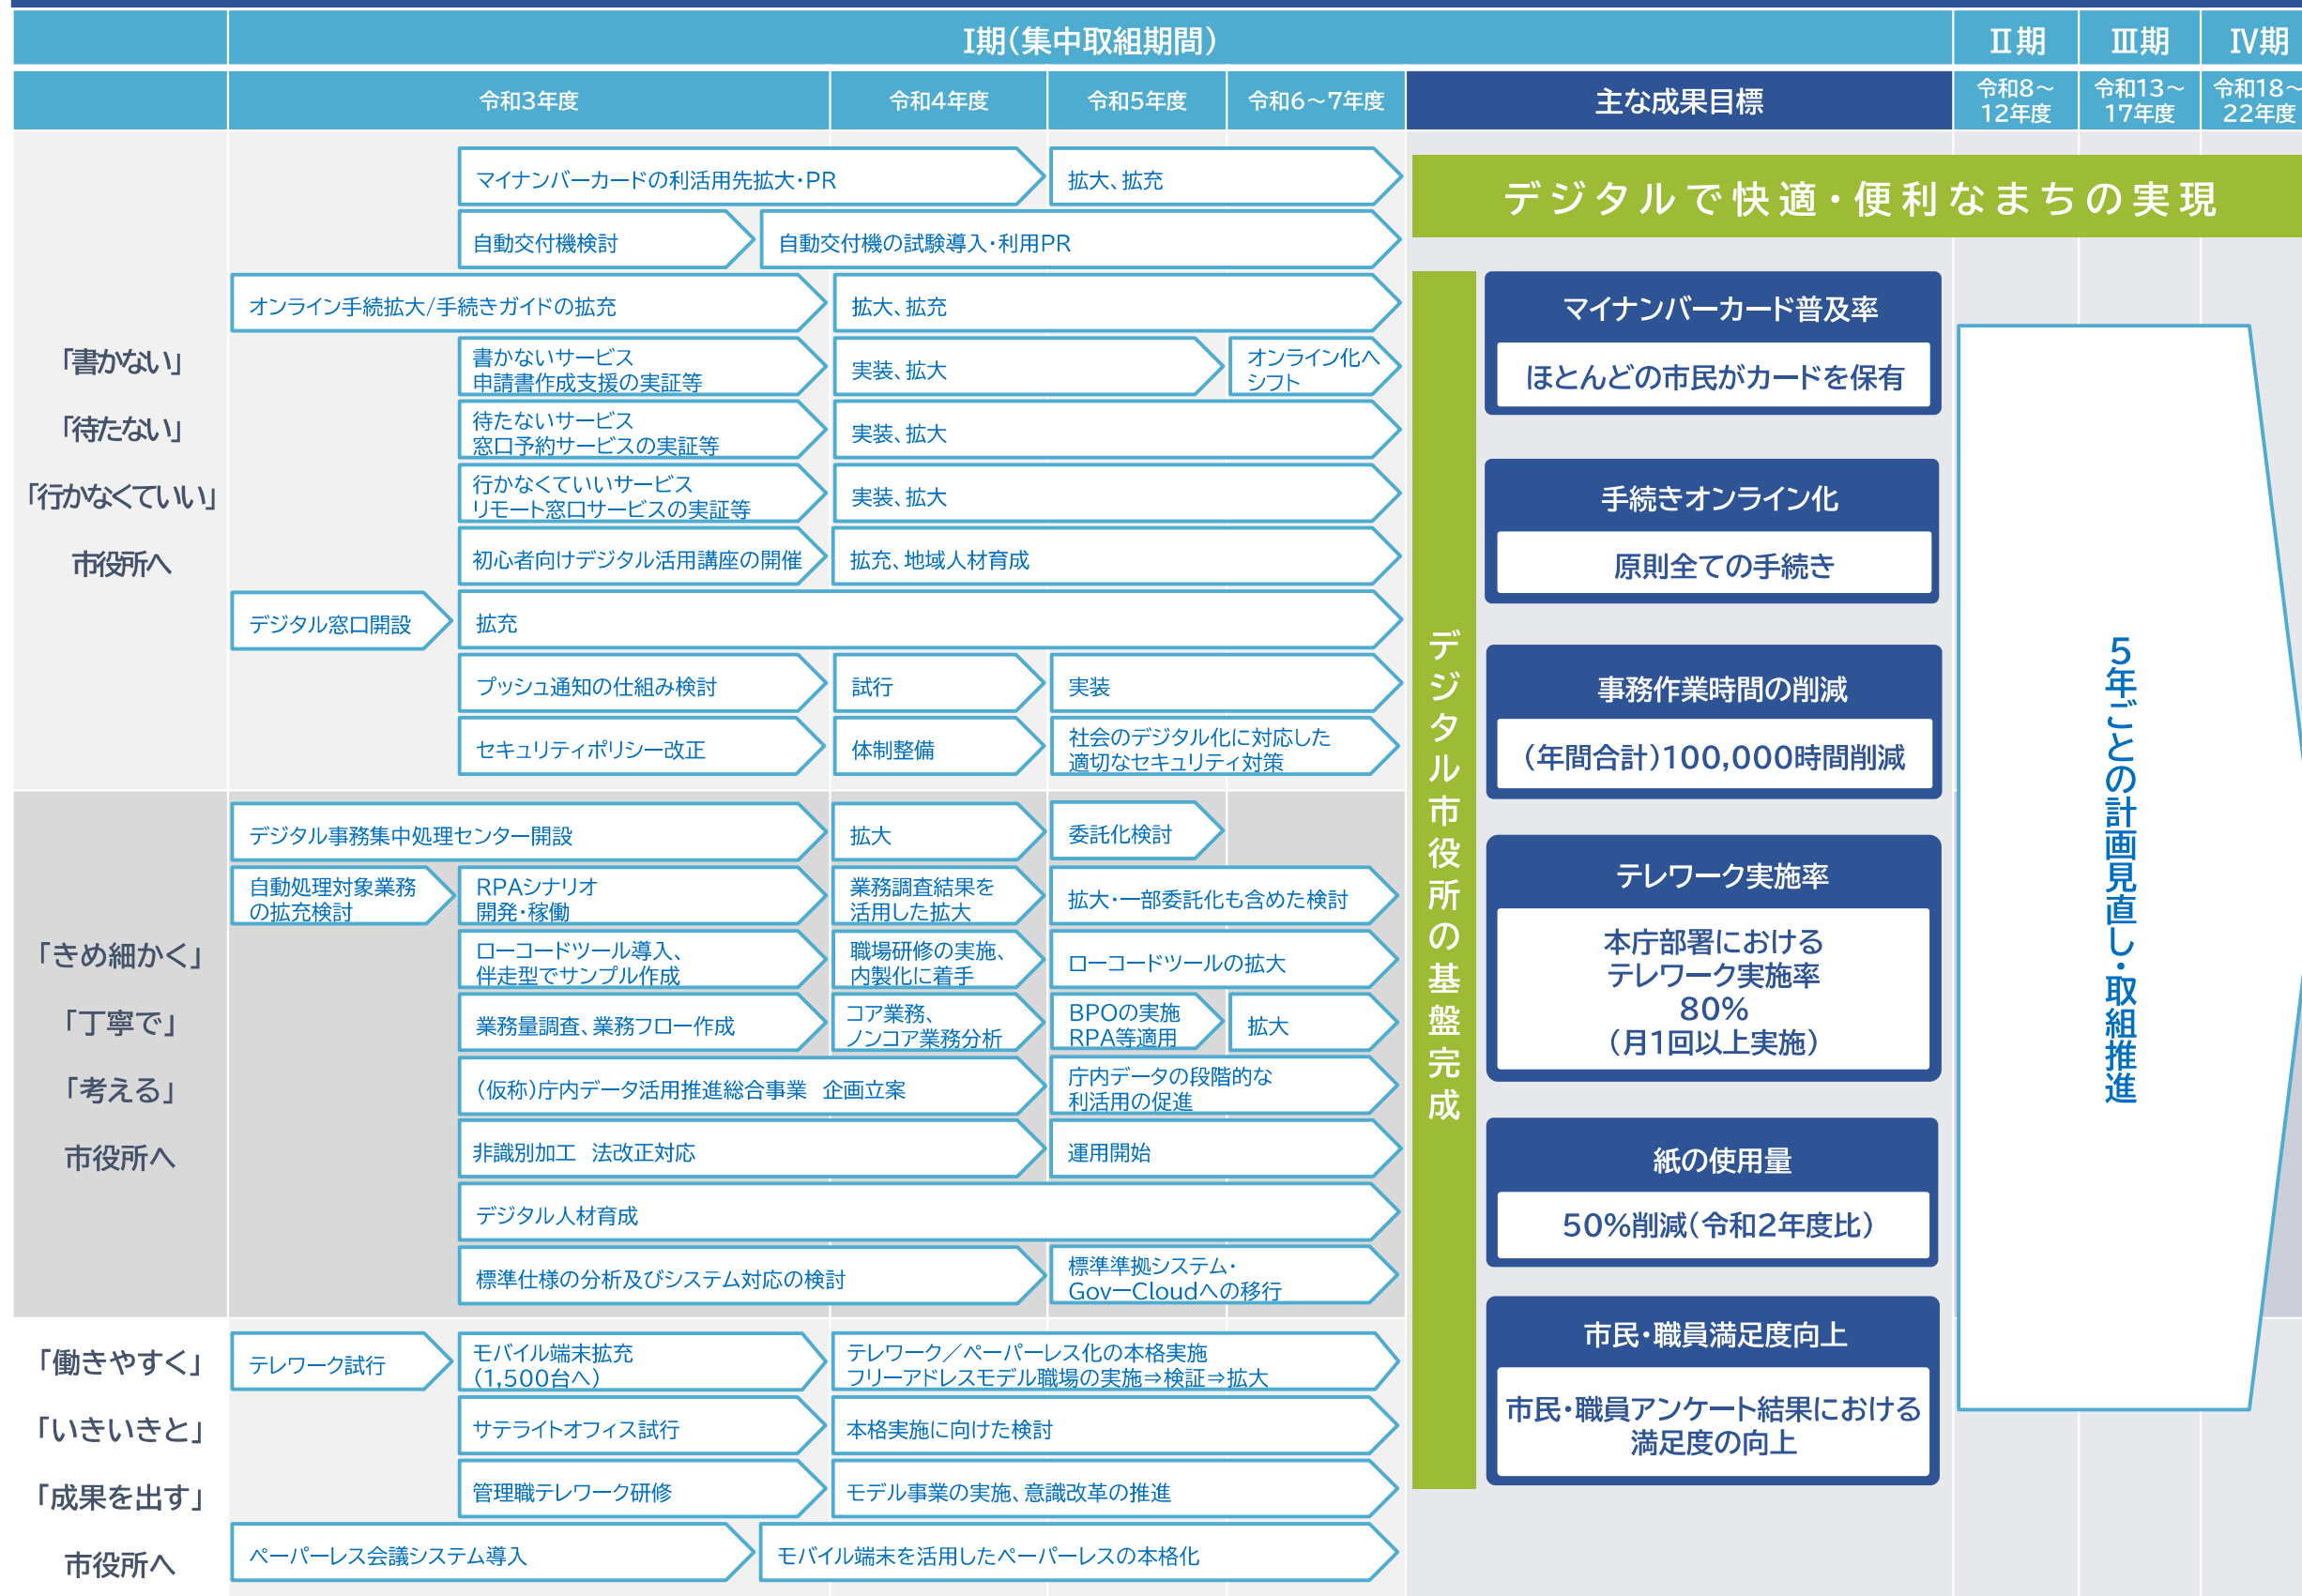 Ⅰ期(集中取組期間)
Ⅱ期
Ⅲ期
Ⅳ期
令和3年度
令和4年度
令和5年度
令和6～7年度
主な成果目標
令和8～
12年度
令和13～
17年度
令和18～
22年度
「書かない」
「待たない」
「行かなくていい」
市役所へ
マイナンバーカードの利活用先拡大・PR
拡大、拡充
自動交付機検討
自動交付機の試験導入・利用PR
オンライン手続拡大/手続きガイドの拡充
拡大、拡充
書かないサービス
申請書作成支援の実証等
実装、拡大
オンライン化へ
シフト
待たないサービス
窓口予約サービスの実証等
実装、拡大
行かなくていいサービス
リモート窓口サービスの実証等
実装、拡大
初心者向けデジタル活用講座の開催
拡充、地域人材育成
デジタル窓口開設
拡充
プッシュ通知の仕組み検討
試行
実装
セキュリティポリシー改正
体制整備
社会のデジタル化に対応した
適切なセキュリティ対策
「きめ細かく」
「丁寧で」
「考える」
市役所へ
デジタル事務集中処理センター開設
拡大
委託化検討
自動処理対象業務
の拡充検討
RPAシナリオ
開発・稼働
業務調査結果を
活用した拡大
拡大・一部委託化も含めた検討
ローコードツール導入、
伴走型でサンプル作成
職場研修の実施、
内製化に着手
ローコードツールの拡大
業務量調査、業務フロー作成
コア業務、
ノンコア業務分析
BPOの実施
RPA等適用
拡大
(仮称)庁内データ活用推進総合事業　企画立案
庁内データの段階的な
利活用の促進
非識別加工　法改正対応
運用開始
デジタル人材育成
標準仕様の分析及びシステム対応の検討
標準準拠システム・
Gov－Cloudへの移行
「働きやすく」
「いきいきと」
「成果を出す」
市役所へ
テレワーク試行
モバイル端末拡充
(1,500台へ)
テレワーク／ペーパーレス化の本格実施
フリーアドレスモデル職場の実施⇒検証⇒拡大
サテライトオフィス試行
本格実施に向けた検討
管理職テレワーク研修
モデル事業の実施、意識改革の推進
ペーパーレス会議システム導入
モバイル端末を活用したペーパーレスの本格化
デジタルで快適・便利なまちの実現
デジタル市役所の基盤完成
マイナンバーカード普及率
ほとんどの市民がカードを保有
手続きオンライン化
原則全ての手続き
事務作業時間の削減
(年間合計)100,000時間削減
テレワーク実施率
本庁部署における
テレワーク実施率
80%
(月1回以上実施)
紙の使用量
50%削減(令和2年度比)
市民・職員満足度向上
市民・職員アンケート結果における
満足度の向上
5年ごとの計画見直し・取組推進